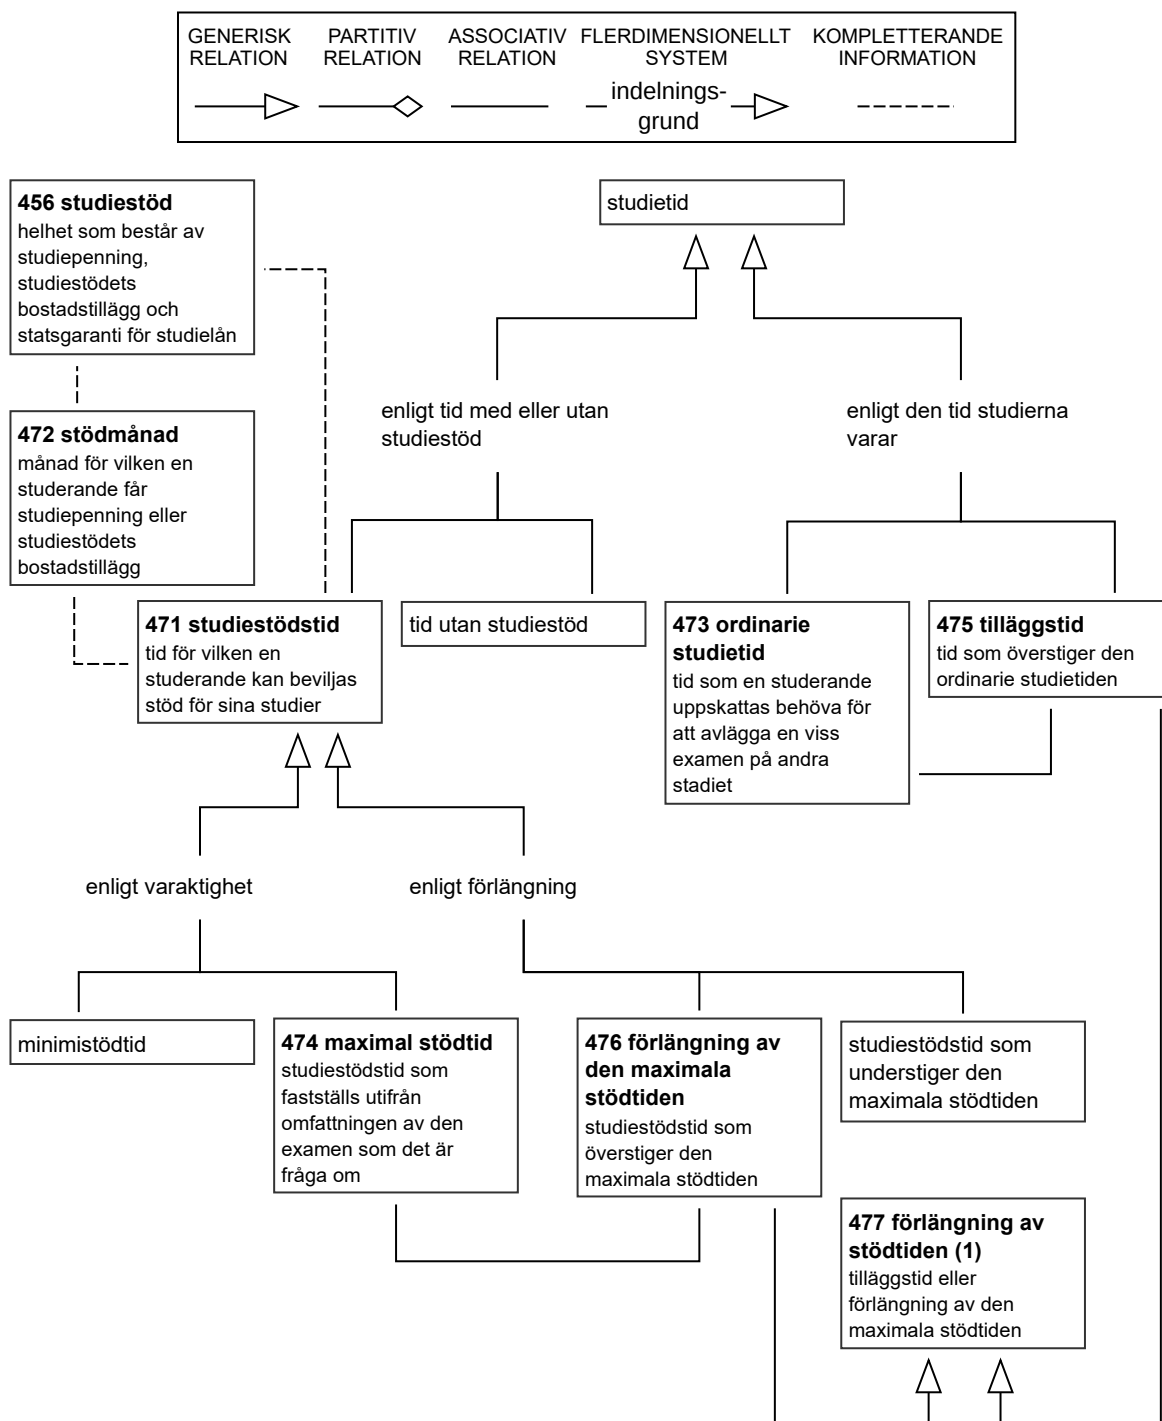 GENERISK
RELATION
PARTITIV
RELATION
ASSOCIATIV
RELATION
FLERDIMENSIONELLT
SYSTEM
KOMPLETTERANDE
INFORMATION
indelnings-
grund
456 studiestöd
helhet som består av
studiepenning,
studiestödets
bostadstillägg och
statsgaranti för studielån
studietid
472 stödmånad
månad för vilken en
studerande får
studiepenning eller
studiestödets
bostadstillägg
enligt tid med eller utan
studiestöd
enligt den tid studierna
varar
471 studiestödstid
tid för vilken en
studerande kan beviljas
stöd för sina studier
tid utan studiestöd
473 ordinarie
studietid
tid som en studerande
uppskattas behöva för
att avlägga en viss
examen på andra
stadiet
475 tilläggstid
tid som överstiger den
ordinarie studietiden
enligt varaktighet
enligt förlängning
minimistödtid
474 maximal stödtid
studiestödstid som
fastställs utifrån
omfattningen av den
examen som det är
fråga om
476 förlängning av
den maximala
stödtiden
studiestödstid som
överstiger den
maximala stödtiden
studiestödstid som
understiger den
maximala stödtiden
477 förlängning av
stödtiden (1)
tilläggstid eller
förlängning av den
maximala stödtiden